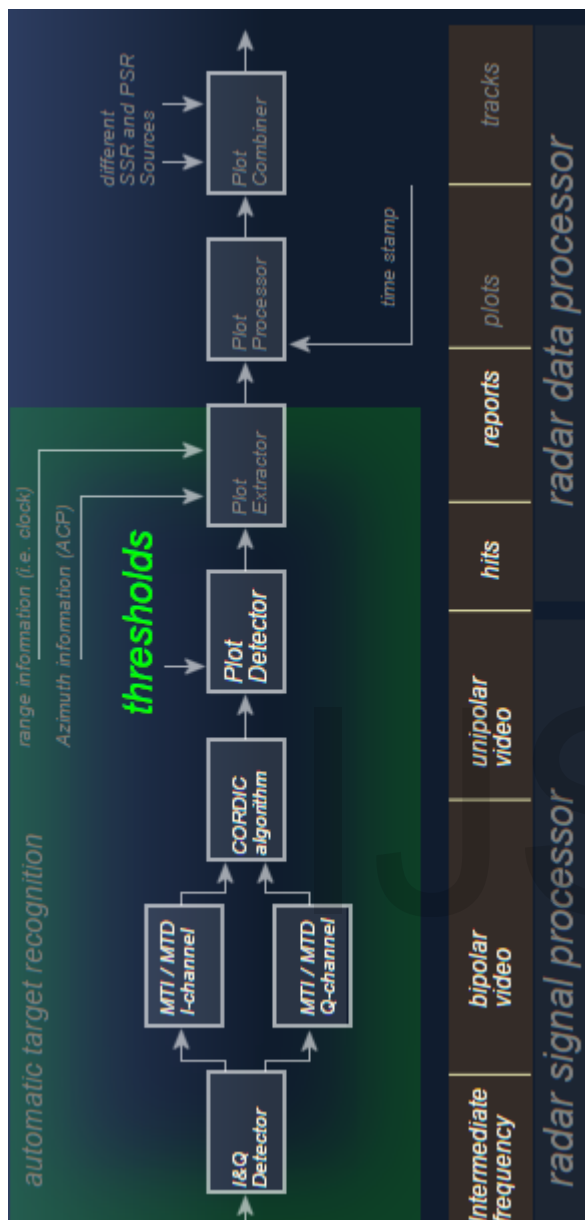 automatic target recognition
range information (i.e. clock)
Azimuth information (ACP)
different
SSR and PSR
Sources
thresholds
MTI / MTD
I-channel
I&Q
Detector
CORDIC
algorithm
Plot
Detector
Plot
Extractor
Plot
Processor
Plot
Combiner
MTI / MTD
Q-channel
time stamp
Intermediate
frequency
bipolar
video
unipolar
video
hits
reports
plots
tracks
radar signal processor
radar data processor